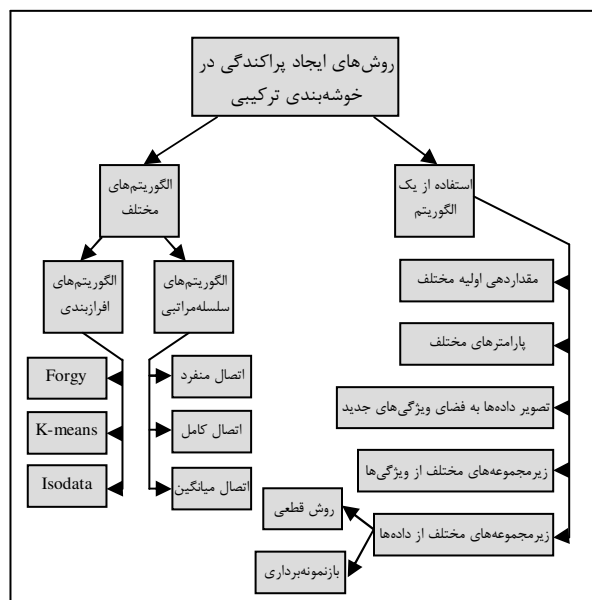 روش‌های ایجاد پراکندگی در
خوشه‌بندی ترکیبی
استفاده از یک
الگوریتم
مقداردهی اولیه مختلف
پارامترهای مختلف
تصویر داده‌ها به فضای ویژگی‌های جدید
زیرمجموعه‌های مختلف از ویژگی‌ها
زیرمجموعه‌های مختلف از داده‌ها
روش قطعی
بازنمونه‌برداری
الگوریتم‌های
مختلف
الگوریتم‌های
سلسله‌مراتبی
اتصال منفرد
اتصال کامل
اتصال میانگین
الگوریتم‌های
افرازبندی
Forgy
K-means
Isodata